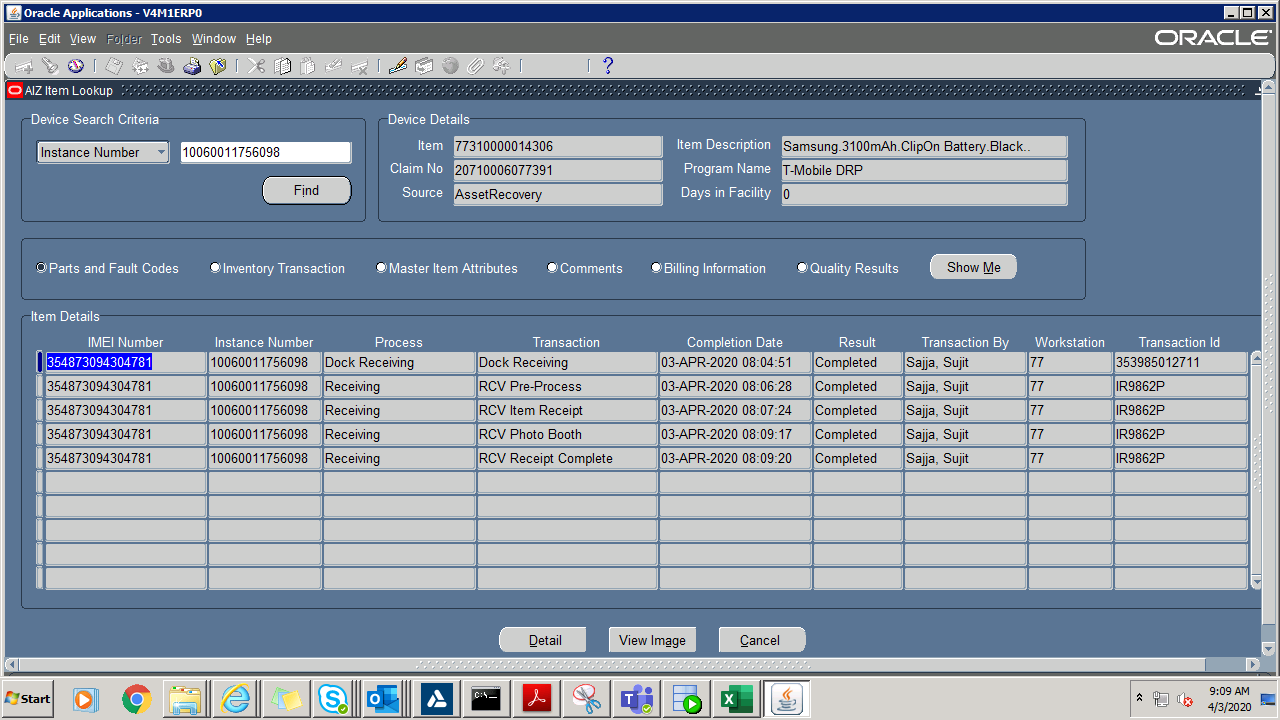 Oracle Applications - V4M1ERP0
File Edit View Folder Tools Window Help
ORACLE
?
AIZ Item Lookup
Device Search Criteria
Instance Number 10060011756098
Find
Device Details
Item 77310000014306 Item Description Samsung.3100mAh.ClipOn Battery.Black..
Claim No 20710006077391 Program Name T-Mobile DRP
Source AssetRecovery Days in Facility 0
Parts and Fault Codes Inventory Transaction Master Item Attributes Comments Billing Information Quality Results Show Me
Item Details
IMEI Number Instance Number Process Transaction Completion Date Result Transaction By Workstation Transaction Id
354873094304781 10060011756098 Dock Receiving Dock Receiving 03-APR-2020 08:04:51 Completed Sajja, Sujit 77 353985012711
354873094304781 10060011756098 Receiving RCV Pre-Process 03-APR-2020 08:06:28 Completed Sajja, Sujit 77 IR9862P
354873094304781 10060011756098 Receiving RCV Item Receipt 03-APR-2020 08:07:24 Completed Sajja, Sujit 77 IR9862P
354873094304781 10060011756098 Receiving RCV Photo Booth 03-APR-2020 08:09:17 Completed Sajja, Sujit 77 IR9862P
354873094304781 10060011756098 Receiving RCV Receipt Complete 03-APR-2020 08:09:20 Completed Sajja, Sujit 77 IR9862P
Detail View Image Cancel
Start
C:\
9:09 AM
4/3/2020